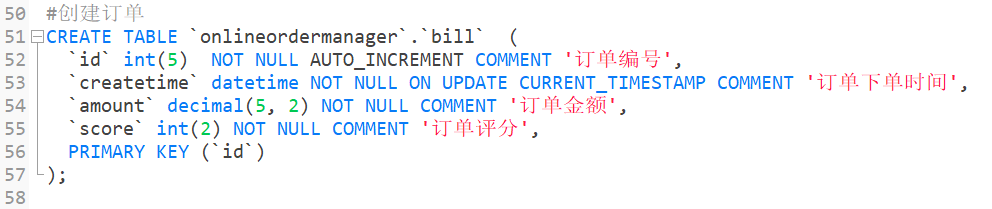 50 #创建订单
51 CREATE TABLE `onlineordermanager`.`bill`  (
52   `id` int(5)  NOT NULL AUTO_INCREMENT COMMENT '订单编号',
53   `createtime` datetime NOT NULL ON UPDATE CURRENT_TIMESTAMP COMMENT '订单下单时间',
54   `amount` decimal(5, 2) NOT NULL COMMENT '订单金额',
55   `score` int(2) NOT NULL COMMENT '订单评分',
56   PRIMARY KEY (`id`)
57 );
58